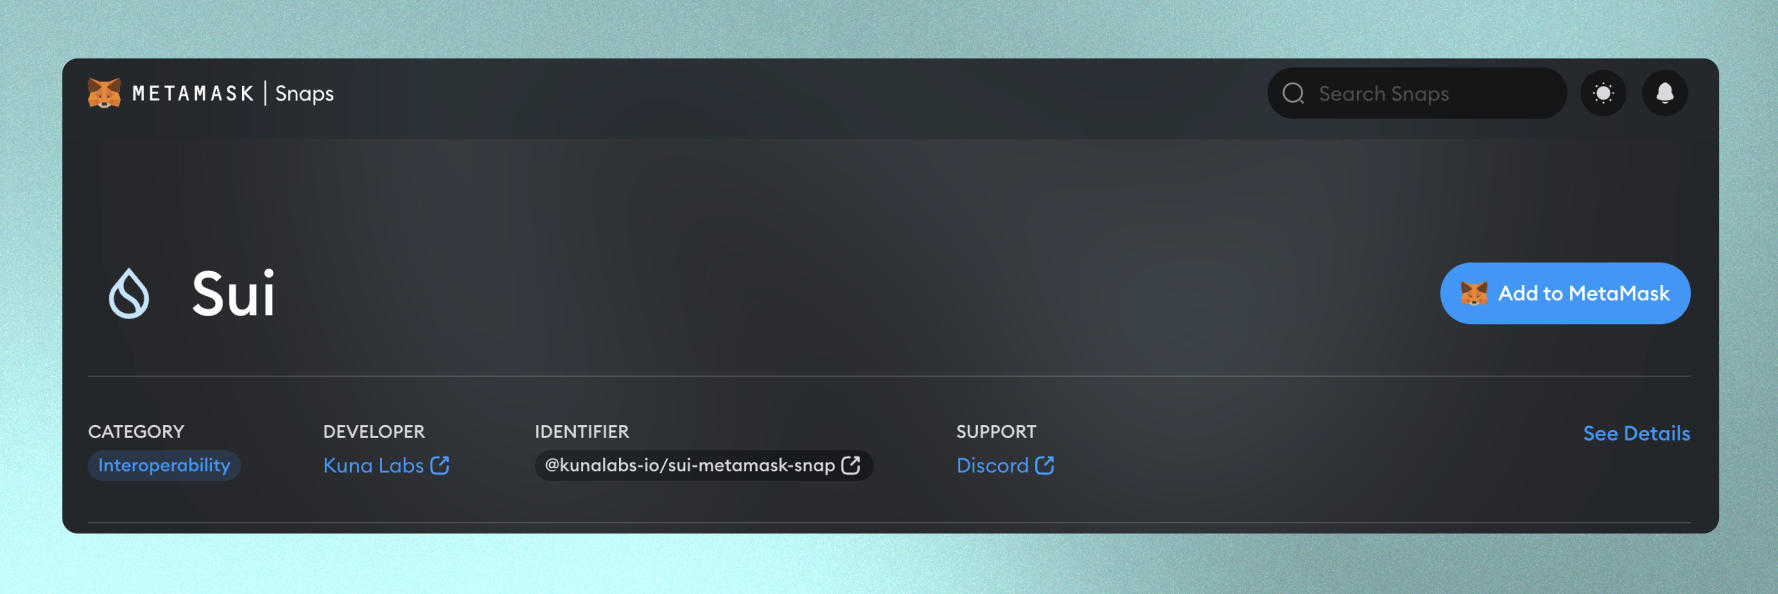 METAMASK | Snaps
Search Snaps
Sui
Add to MetaMask
CATEGORY
Interoperability
DEVELOPER
Kuna Labs
IDENTIFIER
@kunalabs-io/sui-metamask-snap
SUPPORT
Discord
See Details